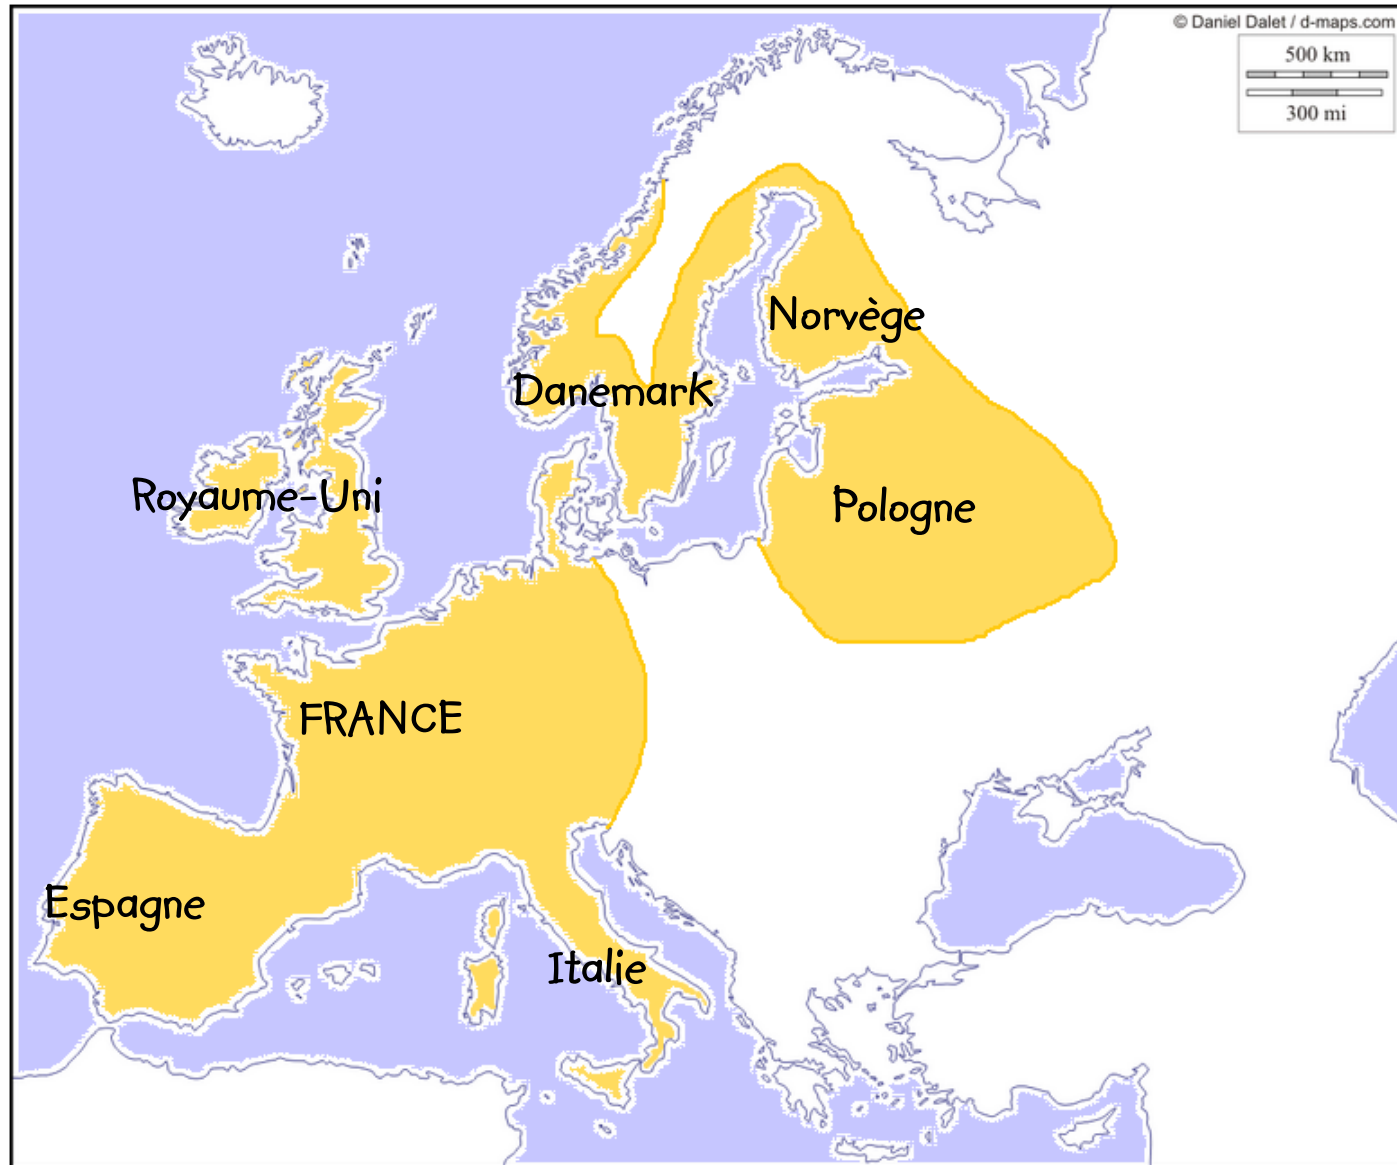 © Daniel Dalet / d-maps.com
500 km
300 mi
Norvège
Danemark
Royaume-Uni
Pologne
FRANCE
Espagne
Italie